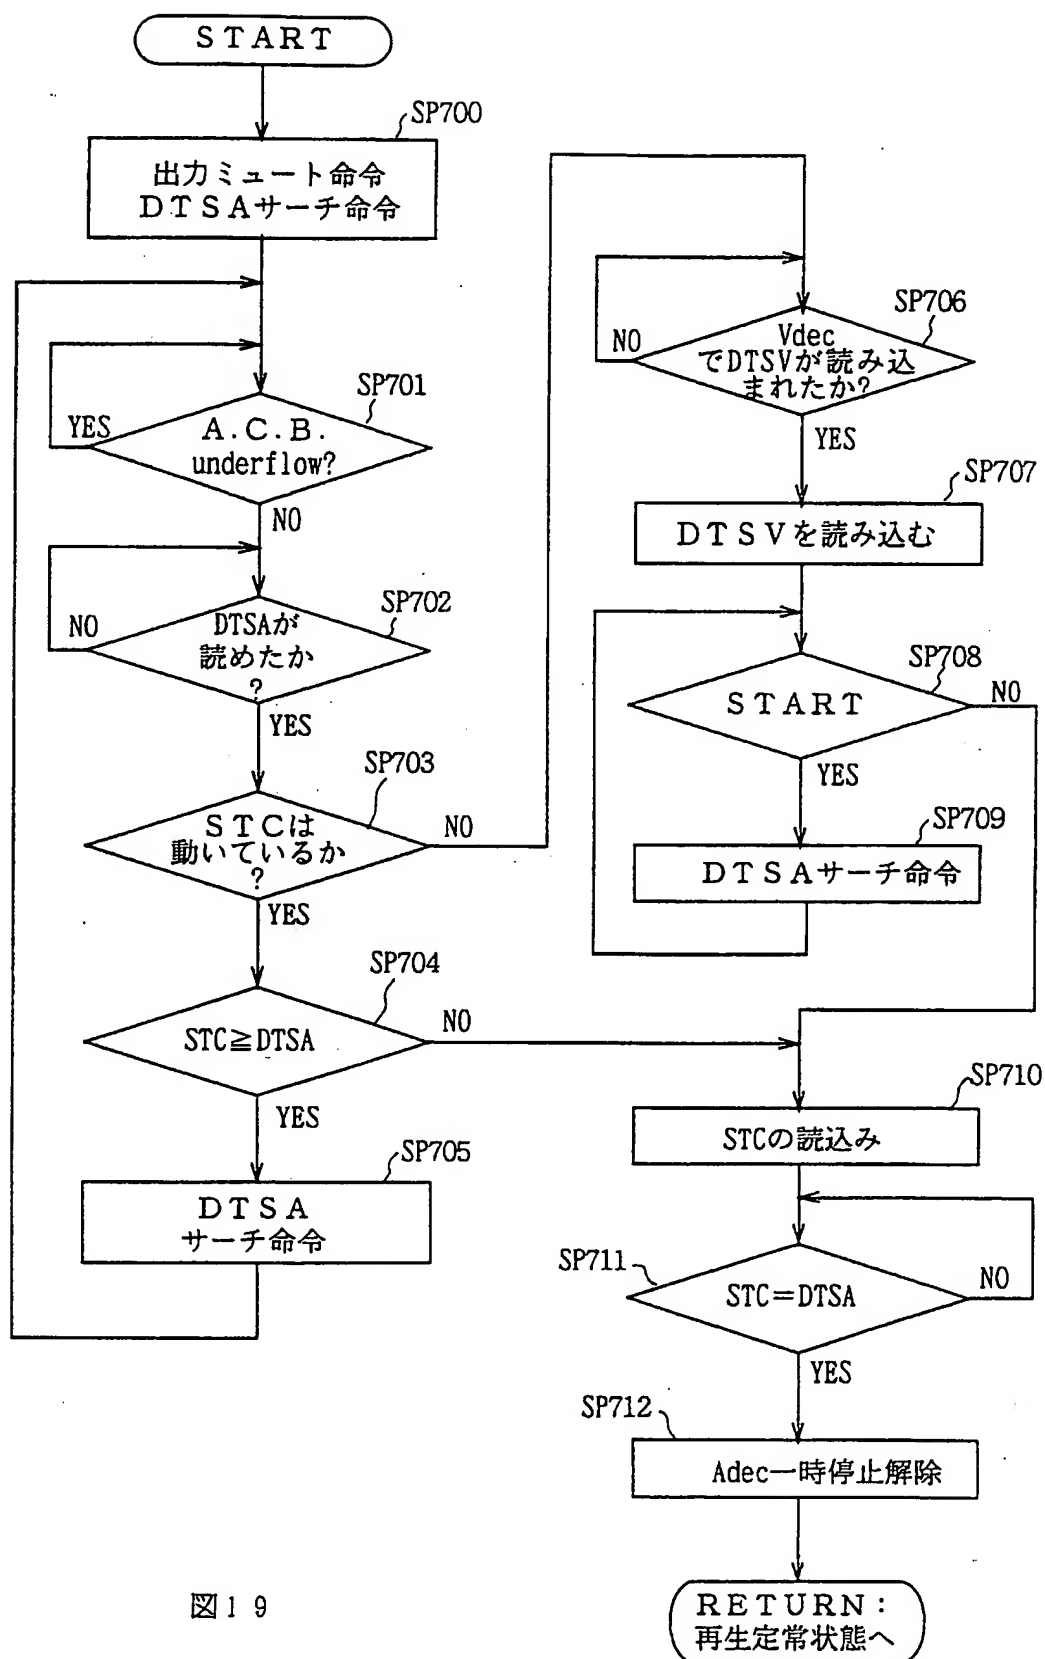 START
SP700
出力ミュート命令
DTSAサーチ命令
SP701
YES
A.C.B.
underflow?
NO
SP702
NO
DTSAが
読めたか
?
YES
SP703
STCは
動いているか
?
NO
YES
SP704
STC≧DTSA
NO
YES
SP705
DTSA
サーチ命令
SP706
NO
Vdec
でDTSVが読み込
まれたか?
YES
SP707
DTSVを読み込む
SP708
START
NO
YES
SP709
DTSAサーチ命令
SP710
STCの読込み
SP711
STC=DTSA
NO
YES
SP712
Adec一時停止解除
RETURN:
再生定常状態へ
図19